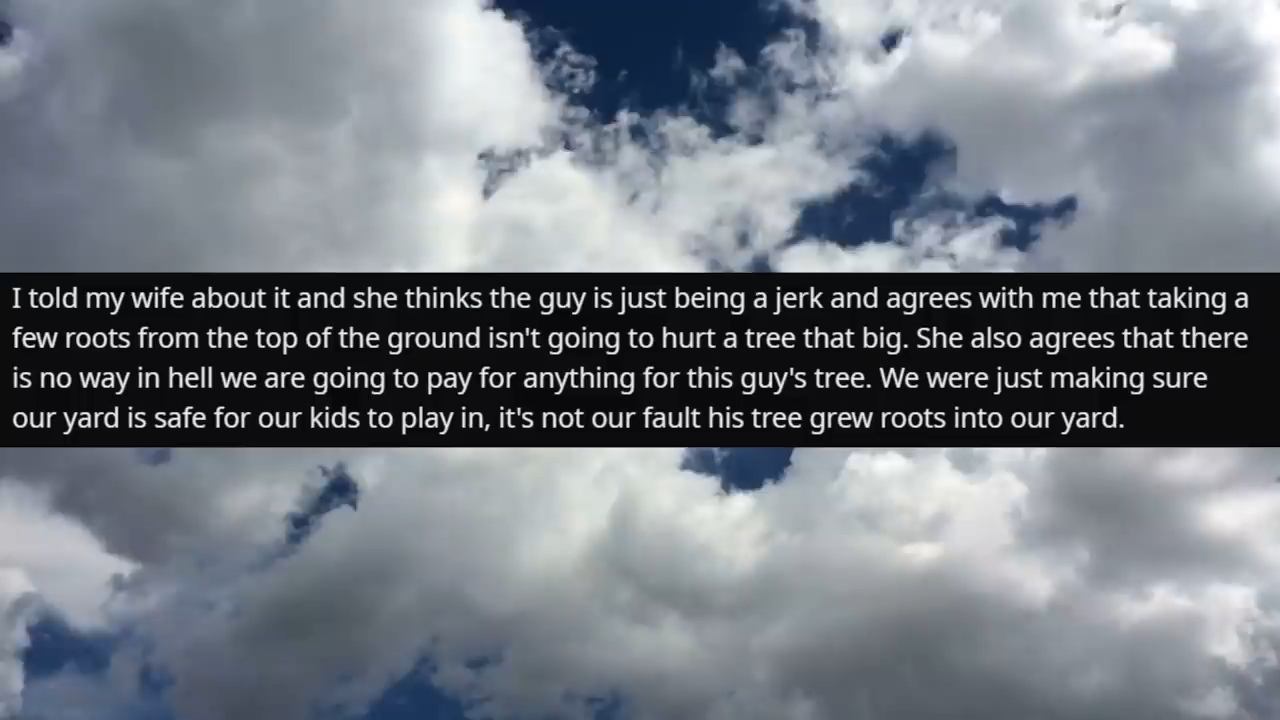 I told my wife about it and she thinks the guy is just being a jerk and agrees with me that taking a
few roots from the top of the ground isn't going to hurt a tree that big. She also agrees that there
is no way in hell we are going to pay for anything for this guy's tree. We were just making sure
our yard is safe for our kids to play in, it's not our fault his tree grew roots into our yard.